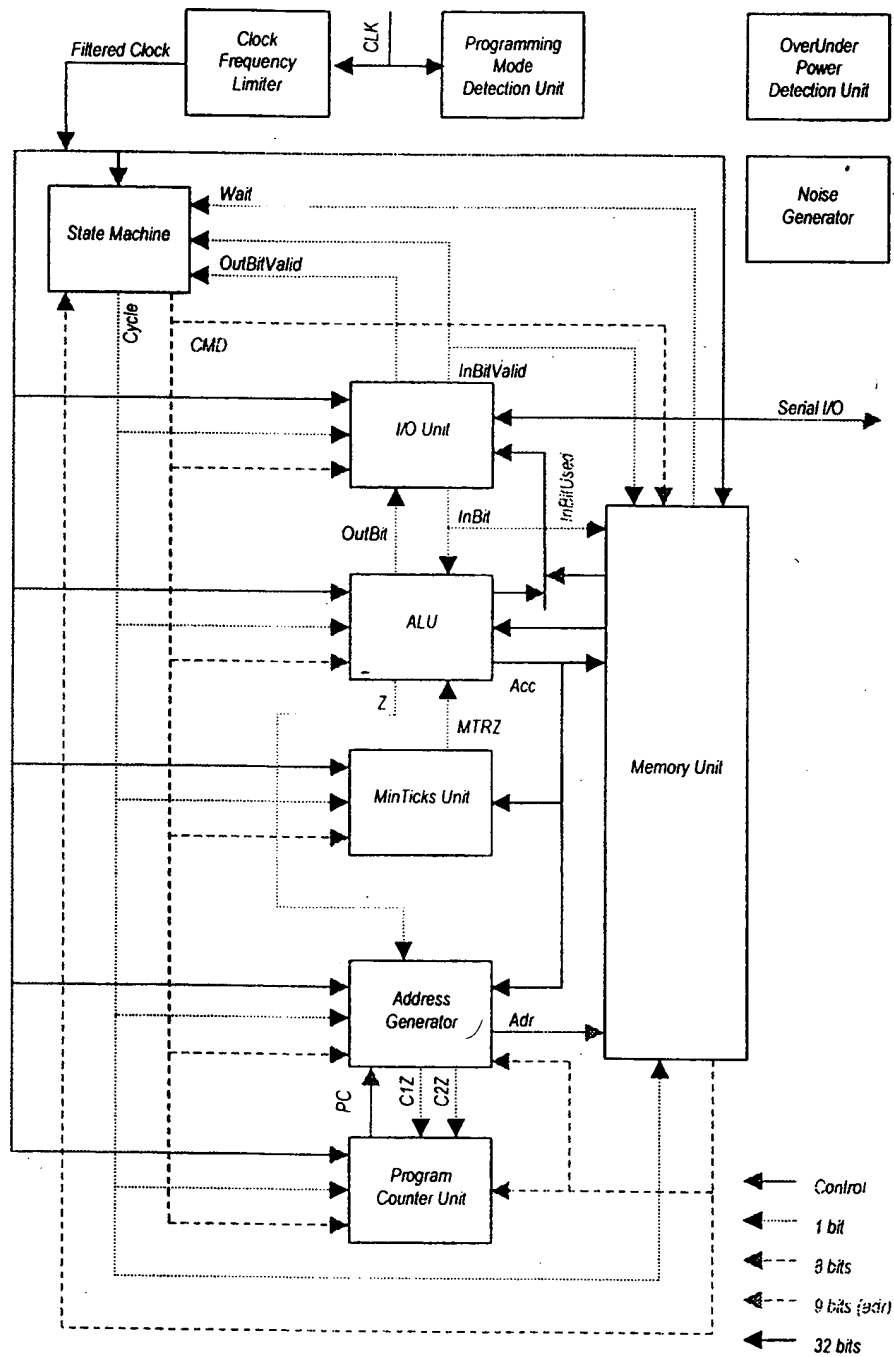 Filtered Clock
Clock
Frequency
Limiter
CLK
Programming
Mode
Detection Unit
OverUnder
Power
Detection Unit
State Machine
Wait
Noise
Generator
OutBitValid
Cycle
CMD
InBitValid
I/O Unit
Serial I/O
InBitUsed
OutBit
InBit
ALU
Acc
Z
MTRZ
MinTicks Unit
Memory Unit
Address
Generator
Adr
PC
C1Z
C2Z
Program
Counter Unit
Control
1 bit
8 bits
9 bits (adr)
32 bits